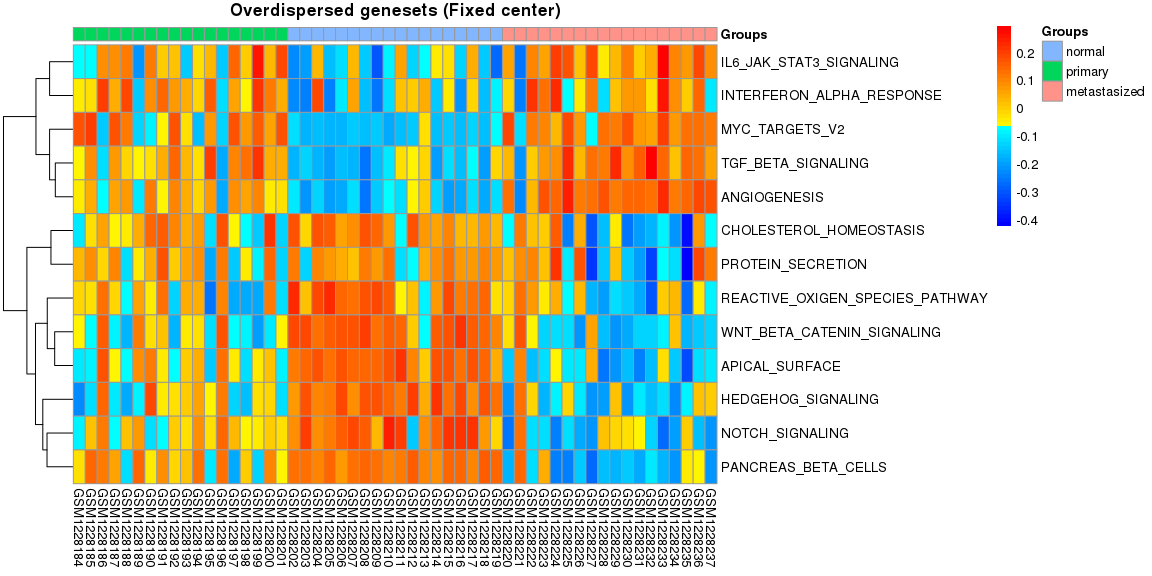 Overdispersed genesets (Fixed center)
Groups
IL6_JAK_STAT3_SIGNALING
INTERFERON_ALPHA_RESPONSE
MYC_TARGETS_V2
TGF_BETA_SIGNALING
ANGIOGENESIS
CHOLESTEROL_HOMEOSTASIS
PROTEIN_SECRETION
REACTIVE_OXIGEN_SPECIES_PATHWAY
WNT_BETA_CATENIN_SIGNALING
APICAL_SURFACE
HEDGEHOG_SIGNALING
NOTCH_SIGNALING
PANCREAS_BETA_CELLS
GSM1228184
GSM1228185
GSM1228186
GSM1228187
GSM1228188
GSM1228189
GSM1228190
GSM1228191
GSM1228192
GSM1228193
GSM1228194
GSM1228195
GSM1228196
GSM1228197
GSM1228198
GSM1228199
GSM1228200
GSM1228201
GSM1228202
GSM1228203
GSM1228204
GSM1228205
GSM1228206
GSM1228207
GSM1228208
GSM1228209
GSM1228210
GSM1228211
GSM1228212
GSM1228213
GSM1228214
GSM1228215
GSM1228216
GSM1228217
GSM1228218
GSM1228219
GSM1228220
GSM1228221
GSM1228222
GSM1228223
GSM1228224
GSM1228225
GSM1228226
GSM1228227
GSM1228228
GSM1228229
GSM1228230
GSM1228231
GSM1228232
GSM1228233
GSM1228234
GSM1228235
GSM1228236
GSM1228237
0.2
0.1
0
-0.1
-0.2
-0.3
-0.4
Groups
normal
primary
metastasized